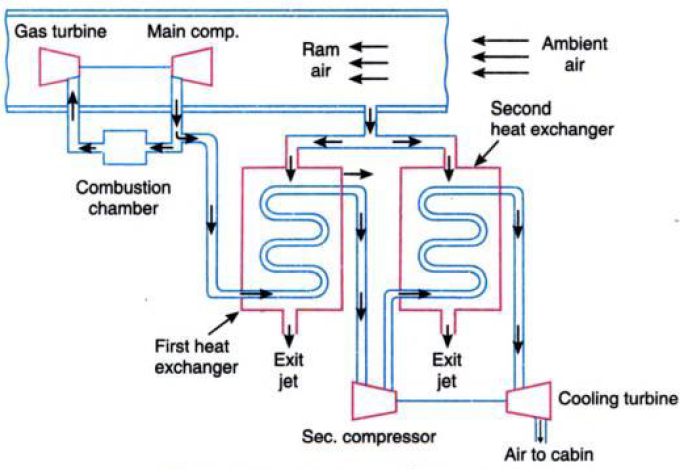 Gas turbine
Main comp.
Ram
air
Ambient
air
Second
heat exchanger
Combustion
chamber
First heat
exchanger
Exit
jet
Exit
jet
Cooling turbine
Sec. compressor
Air to cabin